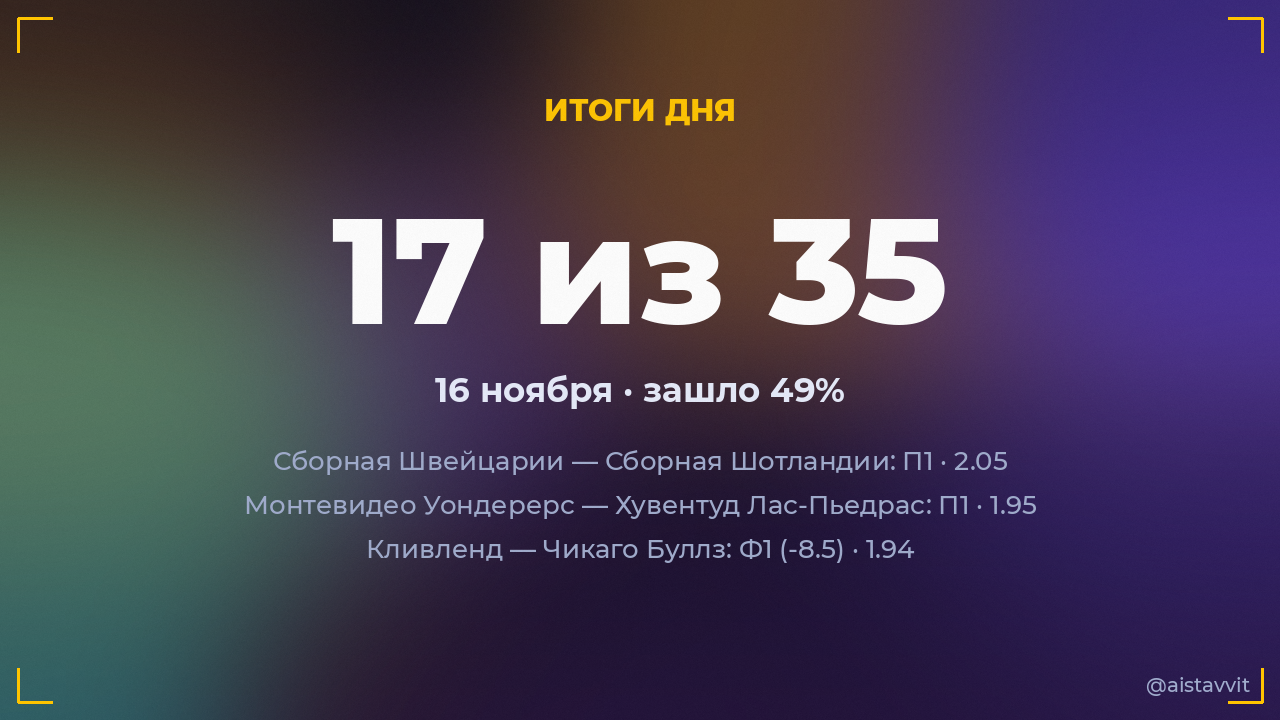 ИТОГИ ДНЯ
17 из 35
16 ноября · зашло 49%
Сборная Швейцарии — Сборная Шотландии: П1 · 2.05
Монтевидео Уондерерс — Хувентуд Лас-Пьедрас: П1 · 1.95
Кливленд — Чикаго Буллз: Ф1 (-8.5) · 1.94
@aistavvit